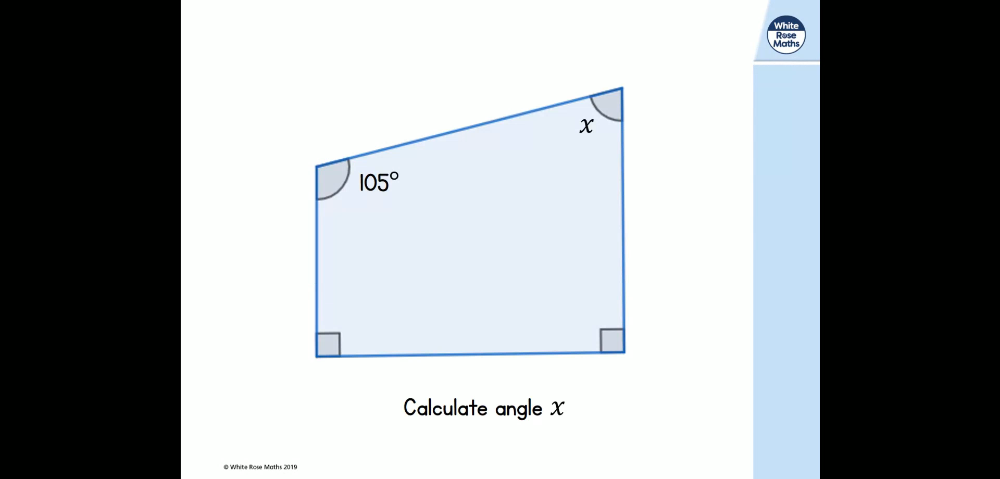 White
Rose
Maths
x
105°
Calculate angle x
© White Rose Maths 2019